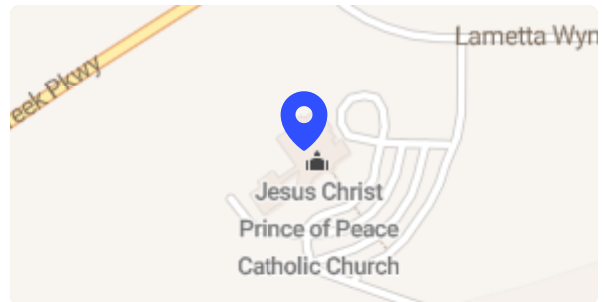 Lametta Wyn
eek Pkwy
Jesus Christ
Prince of Peace
Catholic Church